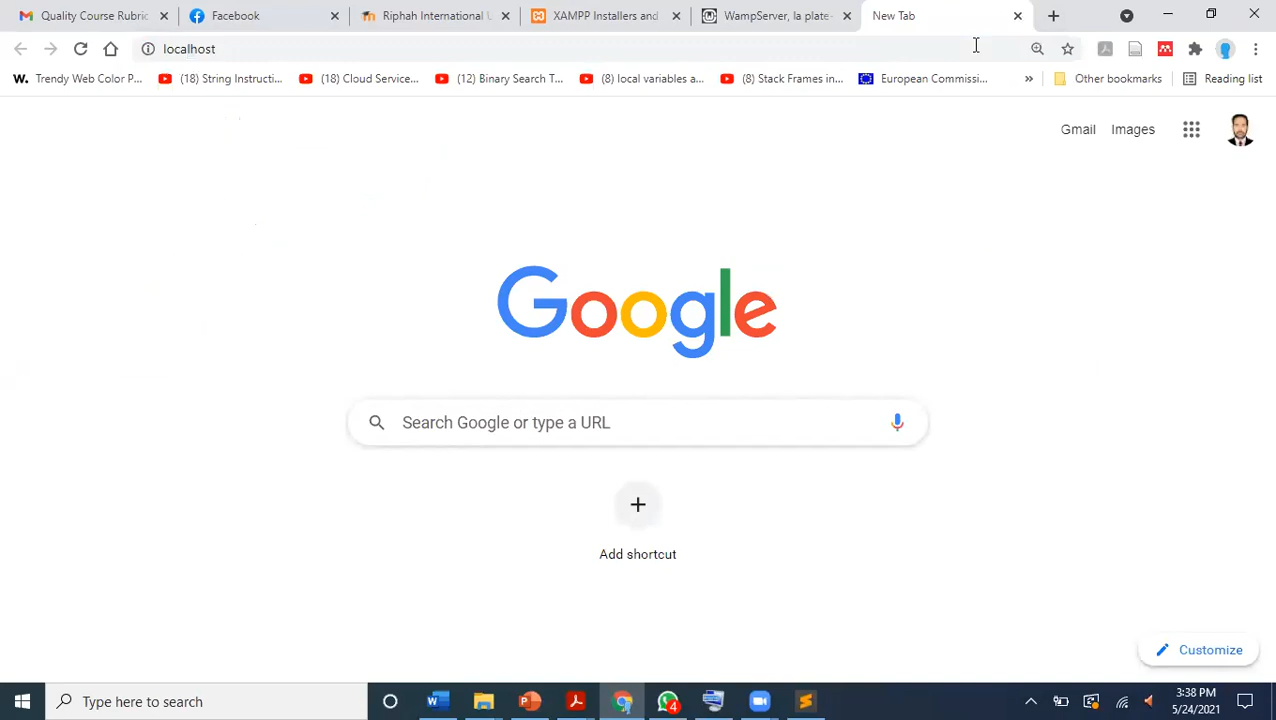 Quality Course Rubric
Facebook
Riphah International U
XAMPP Installers and
WampServer, la plate
New Tab
localhost
W. Trendy Web Color P...
(18) String Instructi...
(18) Cloud Service...
(12) Binary Search T...
(8) local variables a...
(8) Stack Frames in...
European Commissi...
»
Other bookmarks
Reading list
Gmail
Images
Google
Search Google or type a URL
Add shortcut
Customize
Type here to search
4
3:38 PM
5/24/2021